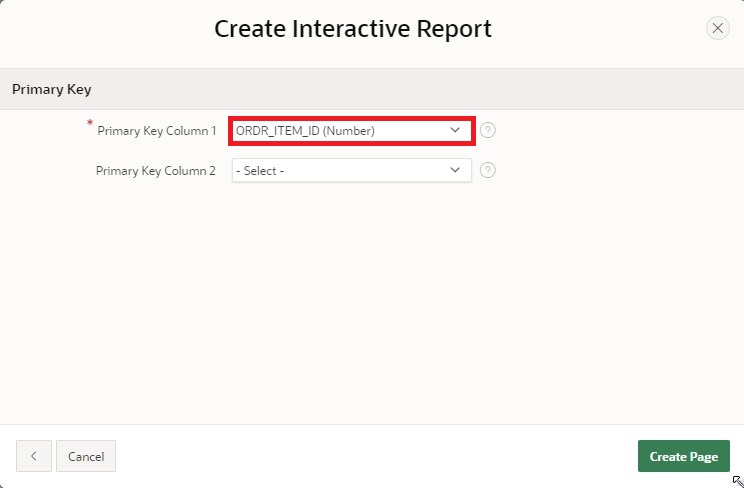 Create Interactive Report
Primary Key
* Primary Key Column 1 ORDR_ITEM_ID (Number) ?
Primary Key Column 2 - Select - ?
Cancel Create Page